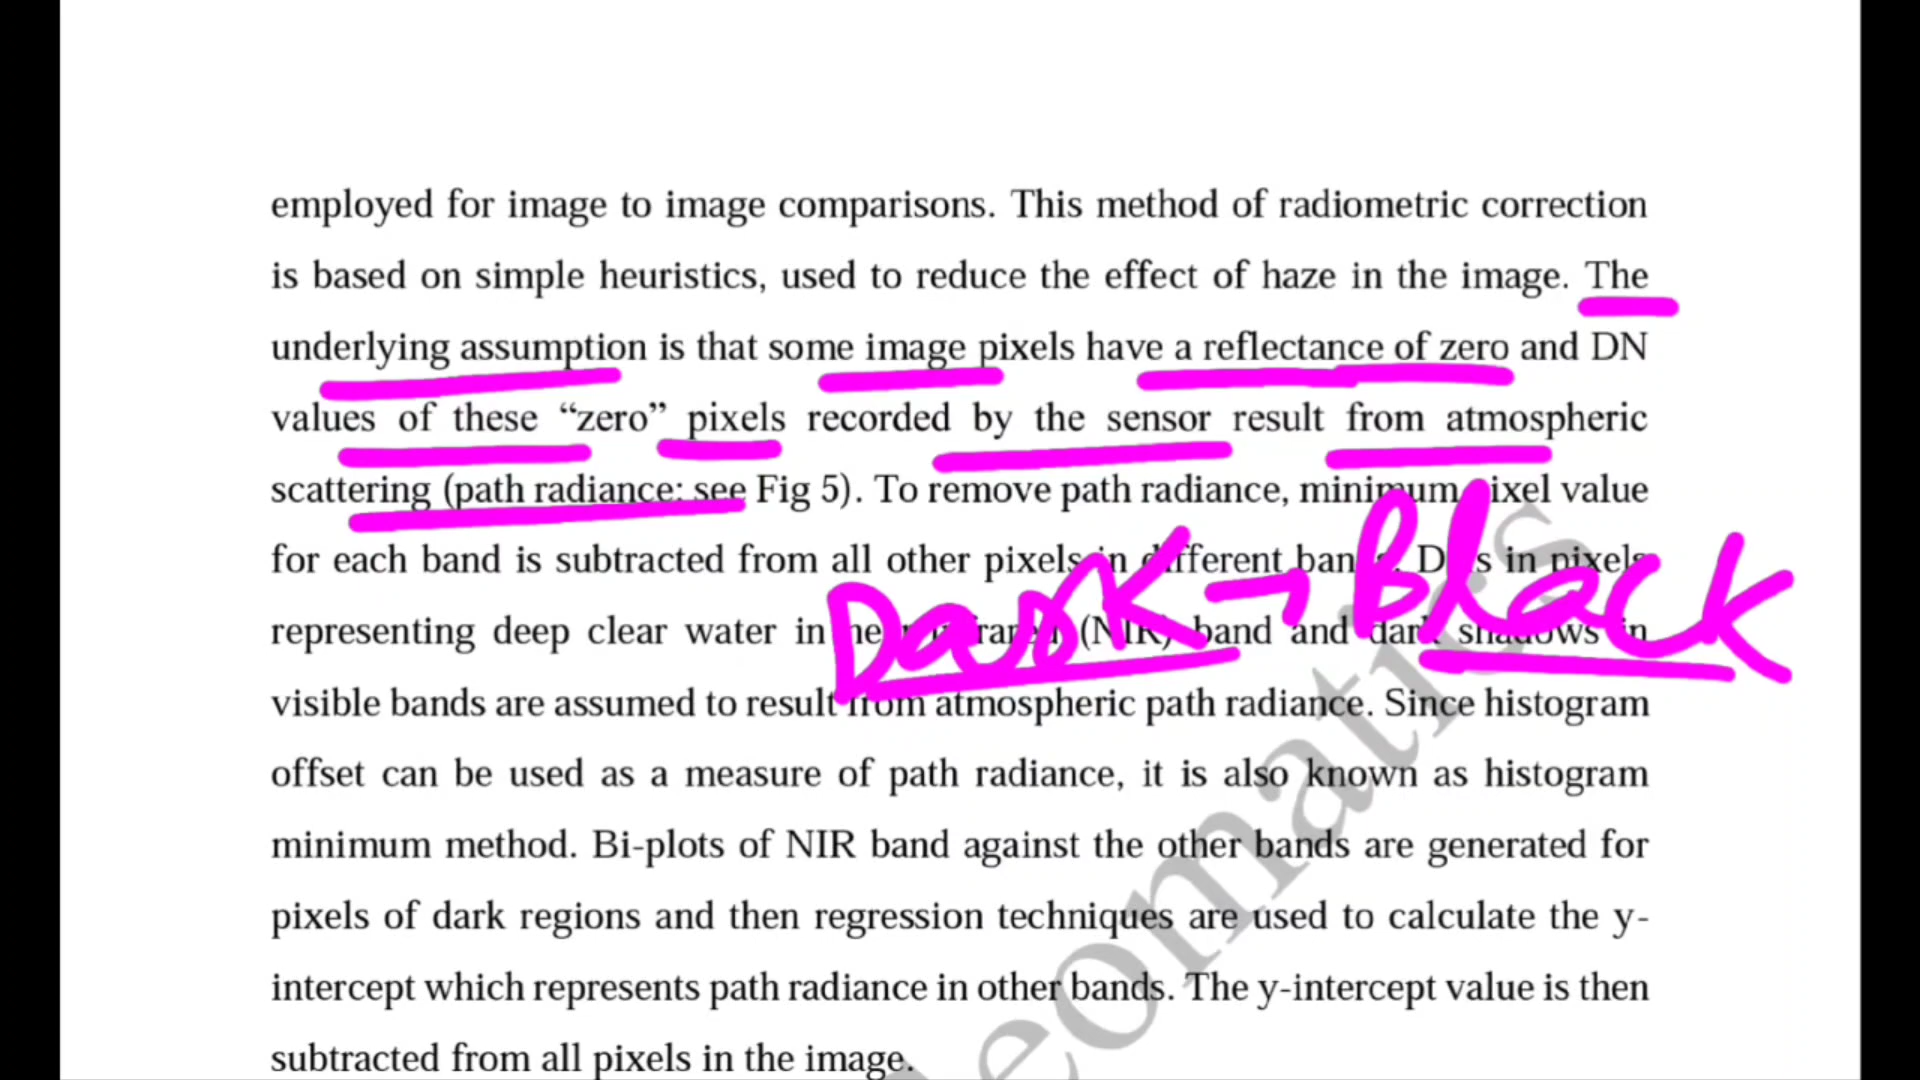 employed for image to image comparisons. This method of radiometric correction
is based on simple heuristics, used to reduce the effect of haze in the image. The
underlying assumption is that some image pixels have a reflectance of zero and DN
values of these “zero” pixels recorded by the sensor result from atmospheric
scattering (path radiance: see Fig 5). To remove path radiance, minimum pixel value
for each band is subtracted from all other pixels in different bands. DNs in pixels
Dark → Black
representing deep clear water in near infrared (NIR) band and dark shadows in
visible bands are assumed to result from atmospheric path radiance. Since histogram
offset can be used as a measure of path radiance, it is also known as histogram
minimum method. Bi-plots of NIR band against the other bands are generated for
pixels of dark regions and then regression techniques are used to calculate the y-
intercept which represents path radiance in other bands. The y-intercept value is then
subtracted from all pixels in the image.